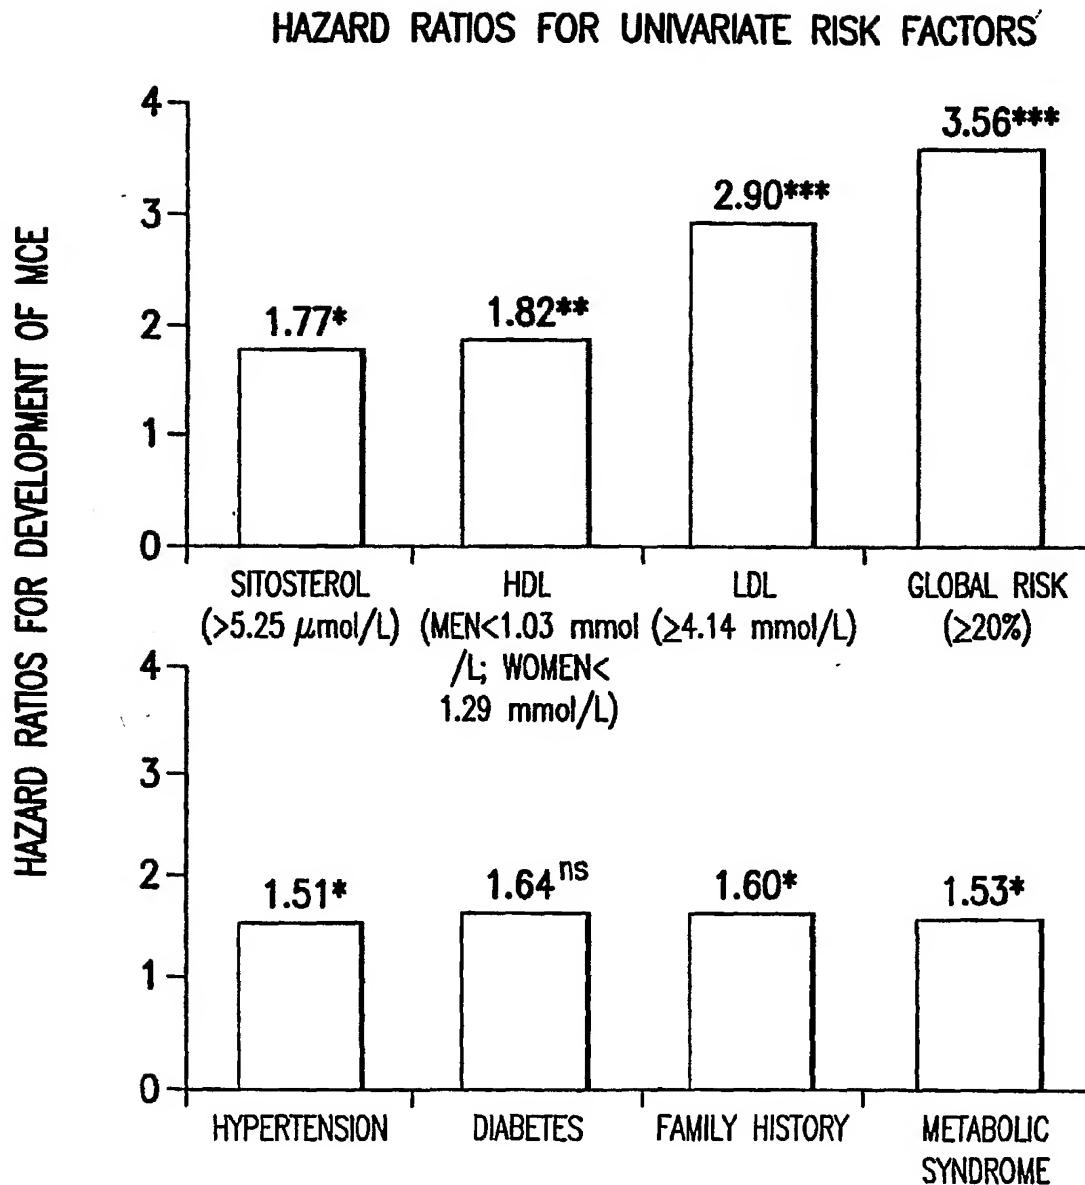 HAZARD RATIOS FOR UNIVARIATE RISK FACTORS
HAZARD RATIOS FOR DEVELOPMENT OF MCE
4
3
2
1
0
1.77*
1.82**
2.90***
3.56***
SITOSTEROL
(>5.25 μmol/L)
HDL
(MEN<1.03 mmol
/L; WOMEN<
1.29 mmol/L)
LDL
(≥4.14 mmol/L)
GLOBAL RISK
(≥20%)
4
3
2
1
0
1.51*
1.64ns
1.60*
1.53*
HYPERTENSION
DIABETES
FAMILY HISTORY
METABOLIC
SYNDROME